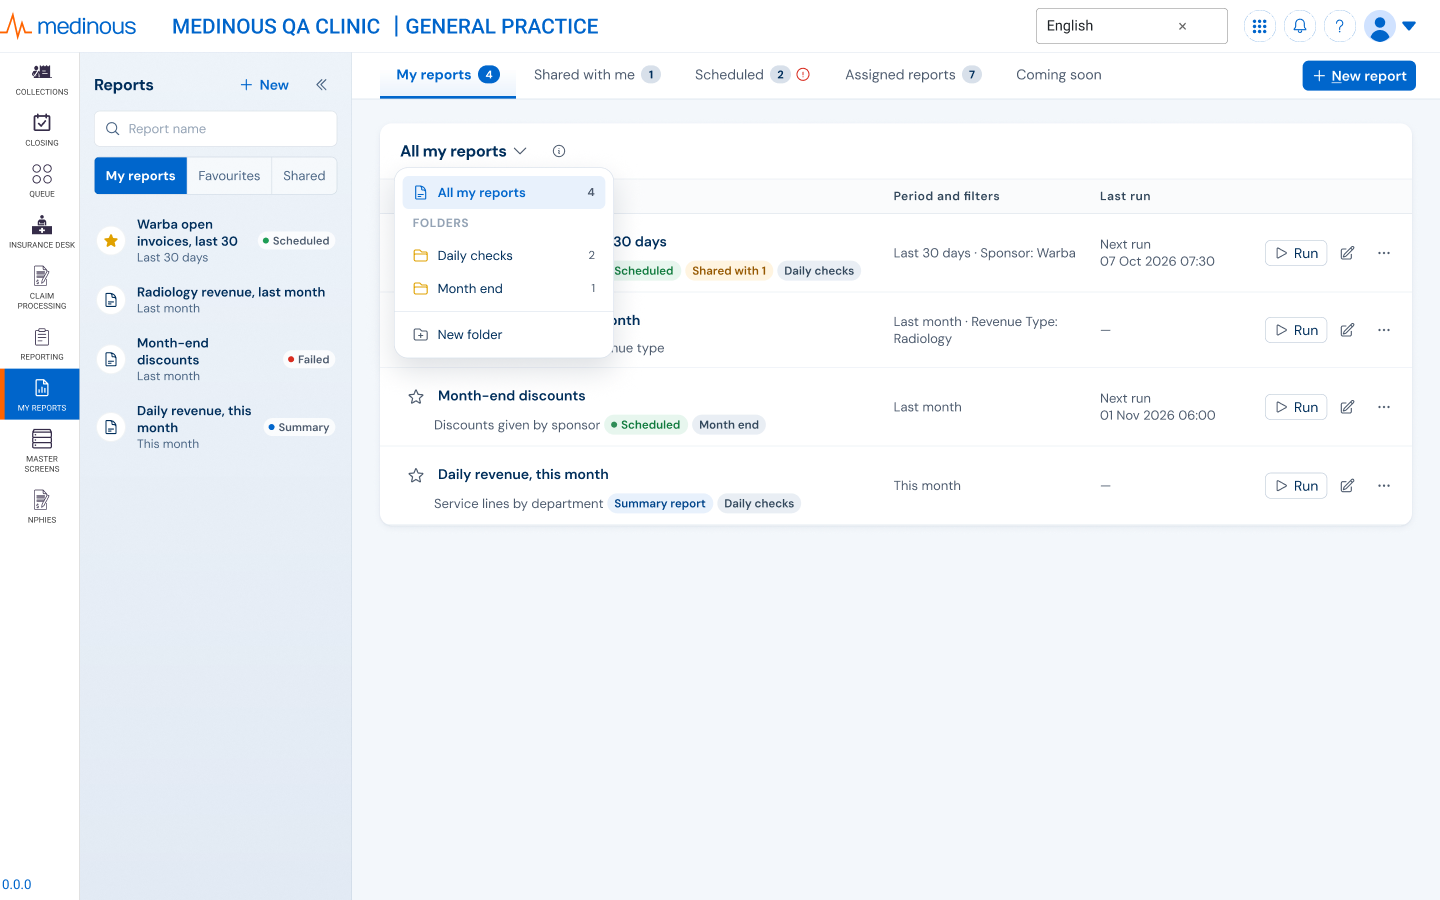 medinous
MEDINOUS QA CLINIC | GENERAL PRACTICE
English ×
?
COLLECTIONS
CLOSING
QUEUE
INSURANCE DESK
CLAIM
PROCESSING
REPORTING
MY REPORTS
MASTER
SCREENS
NPHIES
0.0.0
Reports
+ New
Report name
My reports Favourites Shared
Warba open
invoices, last 30
Last 30 days
Scheduled
Radiology revenue, last month
Last month
Month-end
discounts
Last month
Failed
Daily revenue, this
month
This month
Summary
My reports 4 Shared with me 1 Scheduled 2 Assigned reports 7 Coming soon
+ New report
All my reports
All my reports 4
FOLDERS
Daily checks 2
Month end 1
New folder
Period and filters Last run
30 days
Scheduled Shared with 1 Daily checks
Last 30 days · Sponsor: Warba
Next run
07 Oct 2026 07:30
Run
onth
nue type
Last month · Revenue Type:
Radiology
—
Run
Month-end discounts
Discounts given by sponsor Scheduled Month end
Last month
Next run
01 Nov 2026 06:00
Run
Daily revenue, this month
Service lines by department Summary report Daily checks
This month
—
Run